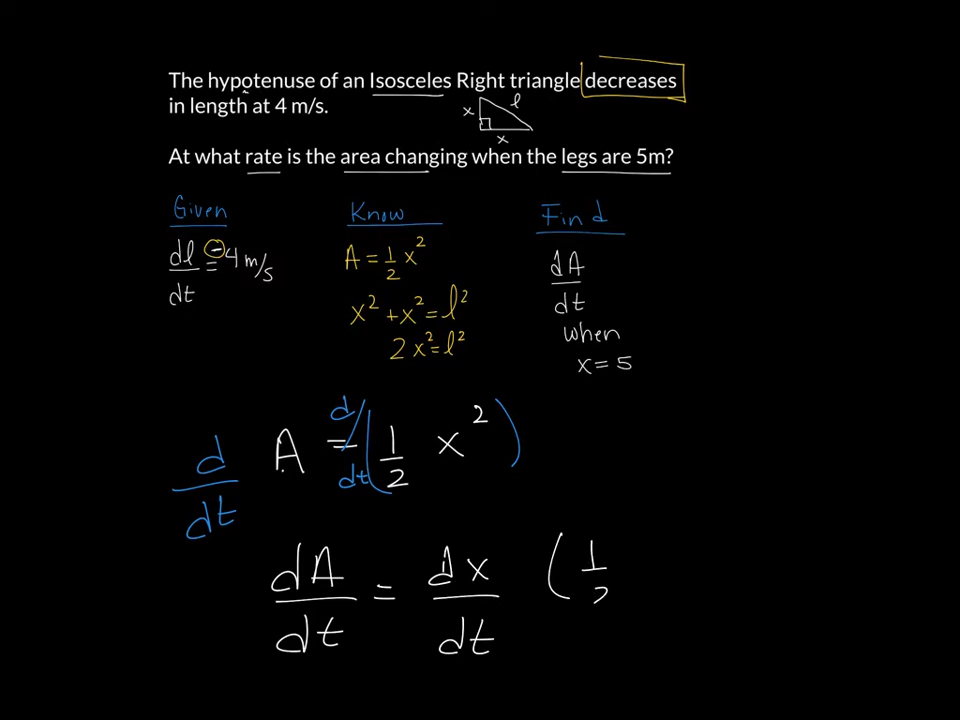 The hypotenuse of an Isosceles Right triangle decreases
in length at 4 m/s.
x l
x
At what rate is the area changing when the legs are 5m?
Given
dl/dt = -4 m/s
Know
A = 1/2 x²
x² + x² = l²
2x² = l²
Find
dA/dt
when
x = 5
d/dt A = d/dt (1/2 x²)
dA/dt = dx/dt (1/2